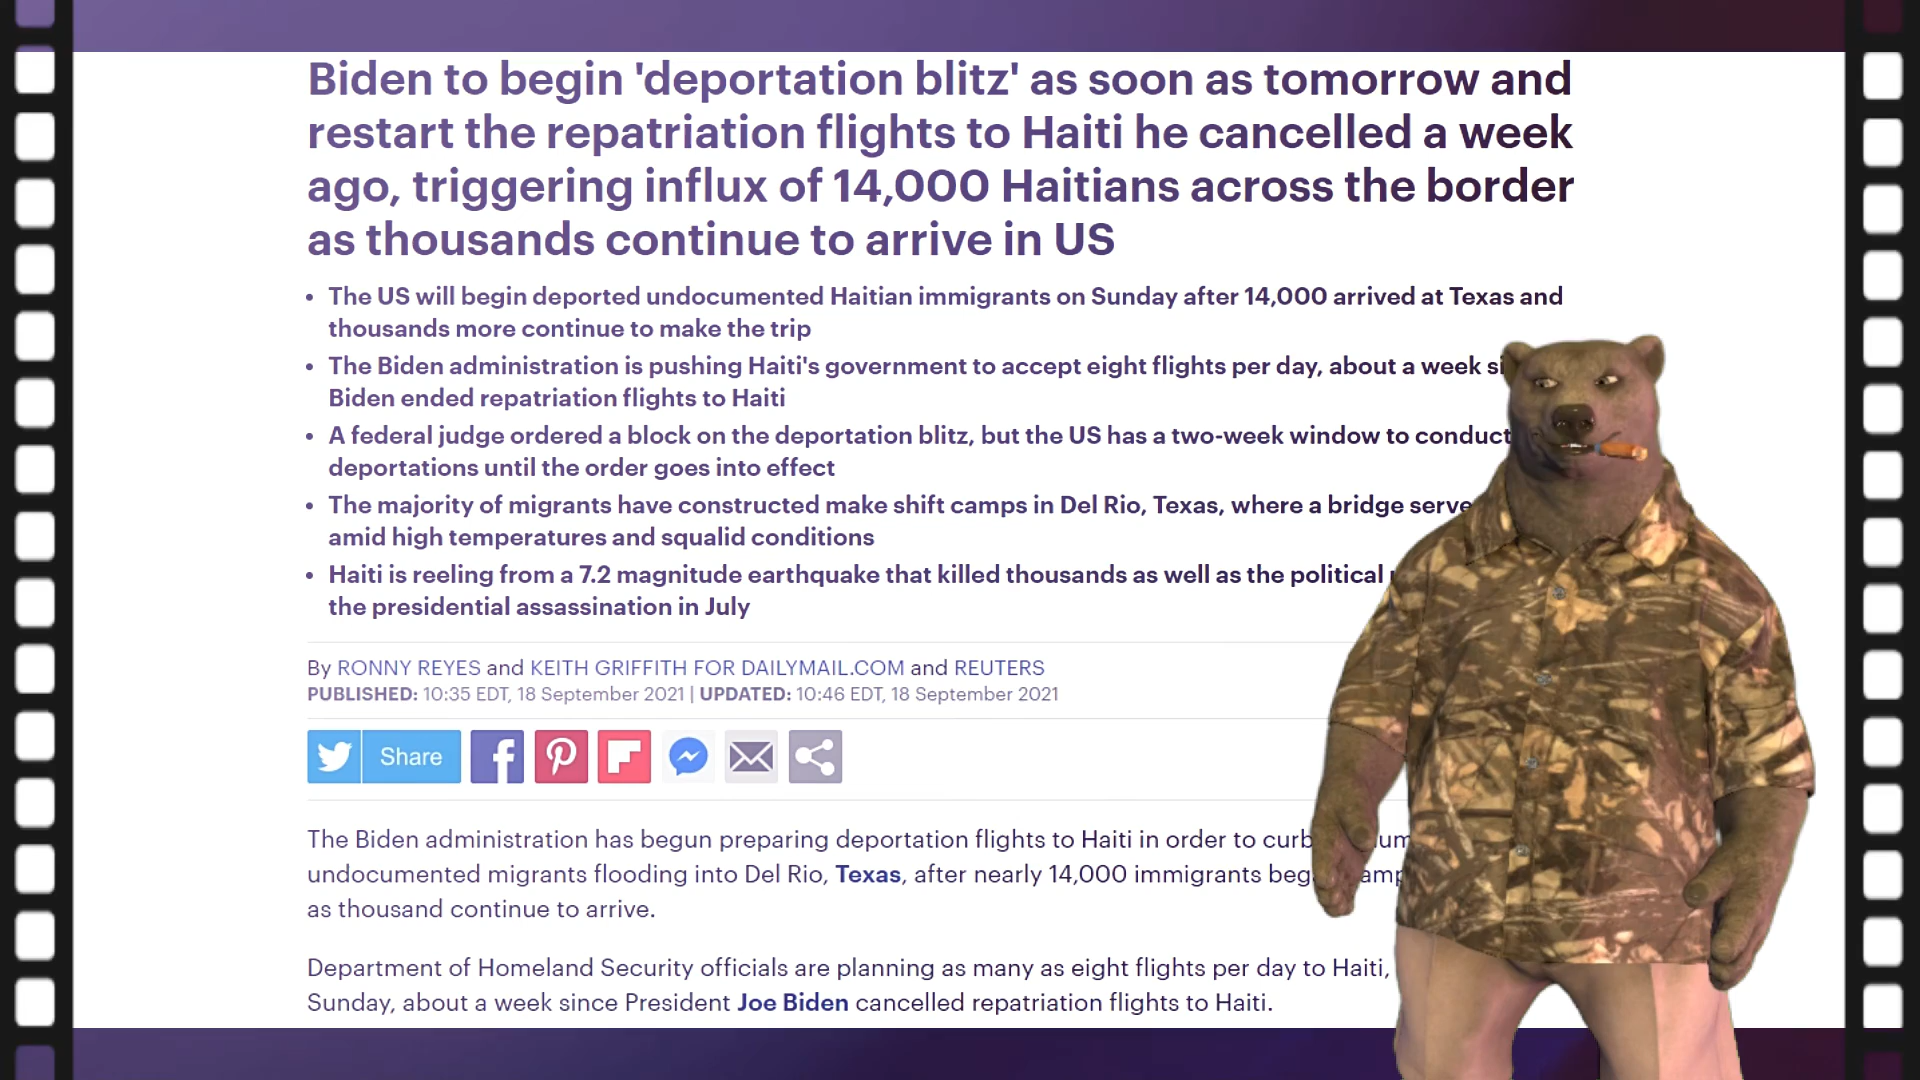 Biden to begin 'deportation blitz' as soon as tomorrow and
restart the repatriation flights to Haiti he cancelled a week
ago, triggering influx of 14,000 Haitians across the border
as thousands continue to arrive in US
• The US will begin deported undocumented Haitian immigrants on Sunday after 14,000 arrived at Texas and
thousands more continue to make the trip
• The Biden administration is pushing Haiti's government to accept eight flights per day, about a week
Biden ended repatriation flights to Haiti
• A federal judge ordered a block on the deportation blitz, but the US has a two-week window to conduct
deportations until the order goes into effect
• The majority of migrants have constructed make shift camps in Del Rio, Texas, where a bridge
amid high temperatures and squalid conditions
• Haiti is reeling from a 7.2 magnitude earthquake that killed thousands as well as the political
the presidential assassination in July
By RONNY REYES and KEITH GRIFFITH FOR DAILYMAIL.COM and REUTERS
PUBLISHED: 10:35 EDT, 18 September 2021 | UPDATED: 10:46 EDT, 18 September 2021
Share
The Biden administration has begun preparing deportation flights to Haiti in order to curb
undocumented migrants flooding into Del Rio, Texas, after nearly 14,000 immigrants
as thousand continue to arrive.
Department of Homeland Security officials are planning as many as eight flights per day to Haiti,
Sunday, about a week since President Joe Biden cancelled repatriation flights to Haiti.